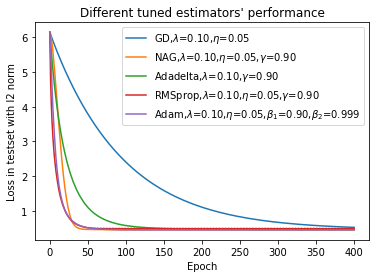 Different tuned estimators' performance
GD,λ=0.10,η=0.05
NAG,λ=0.10,η=0.05,γ=0.90
Adadelta,λ=0.10,γ=0.90
RMSprop,λ=0.10,η=0.05,γ=0.90
Adam,λ=0.10,η=0.05,β₁=0.90,β₂=0.999
Loss in testset with l2 norm
6
5
4
3
2
1
0 50 100 150 200 250 300 350 400
Epoch